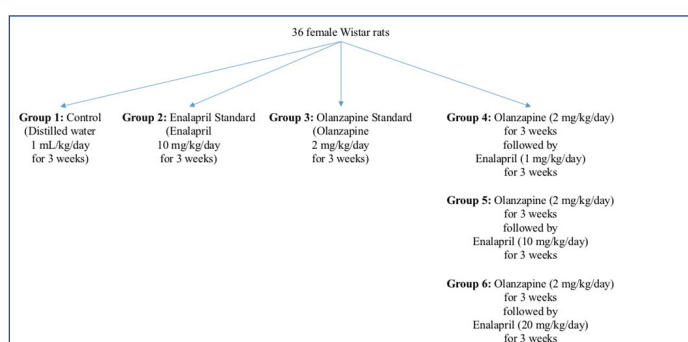 36 female Wistar rats
Group 1: Control
(Distilled water
1 mL/kg/day
for 3 weeks)
Group 2: Enalapril Standard
(Enalapril
10 mg/kg/day
for 3 weeks)
Group 3: Olanzapine Standard
(Olanzapine
2 mg/kg/day
for 3 weeks)
Group 4: Olanzapine (2 mg/kg/day)
for 3 weeks
followed by
Enalapril (1 mg/kg/day)
for 3 weeks
Group 5: Olanzapine (2 mg/kg/day)
for 3 weeks
followed by
Enalapril (10 mg/kg/day)
for 3 weeks
Group 6: Olanzapine (2 mg/kg/day)
for 3 weeks
followed by
Enalapril (20 mg/kg/day)
for 3 weeks